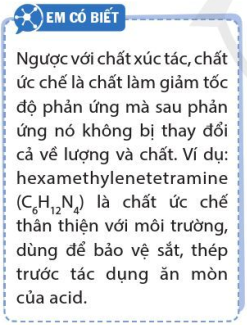 EM CÓ BIẾT
Ngược với chất xúc tác, chất
ức chế là chất làm giảm tốc
độ phản ứng mà sau phản
ứng nó không bị thay đổi
cả về lượng và chất. Ví dụ:
hexamethylenetetramine
(C₆H₁₂N₄) là chất ức chế
thân thiện với môi trường,
dùng để bảo vệ sắt, thép
trước tác dụng ăn mòn
của acid.